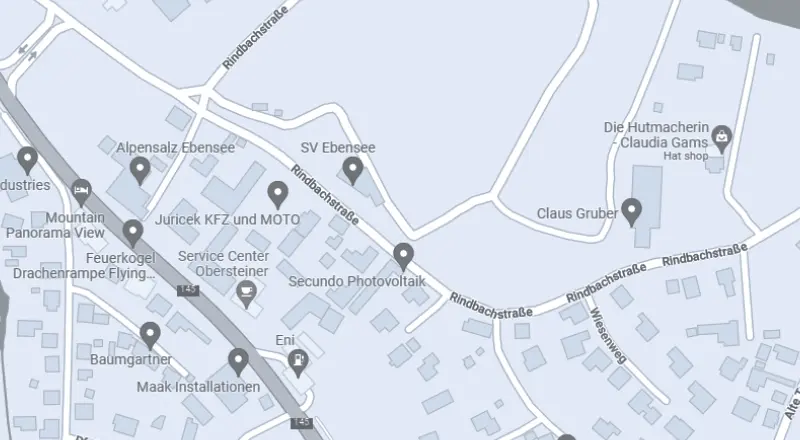 Rindbachstraße
Alpensalz Ebensee
SV Ebensee
Die Hutmacherin
Claudia Gams
Hat shop
dustries
Mountain
Panorama View
Juricek KFZ und MOTO
Rindbachstraße
Claus Gruber
Feuerkogel
Drachenrampe Flying...
Service Center
Obersteiner
Secundo Photovoltaik
Rindbachstraße
Rindbachstraße
Rindbachstraße
145
Wiesenweg
Eni
Baumgartner
Maak Installationen
145
Alte T